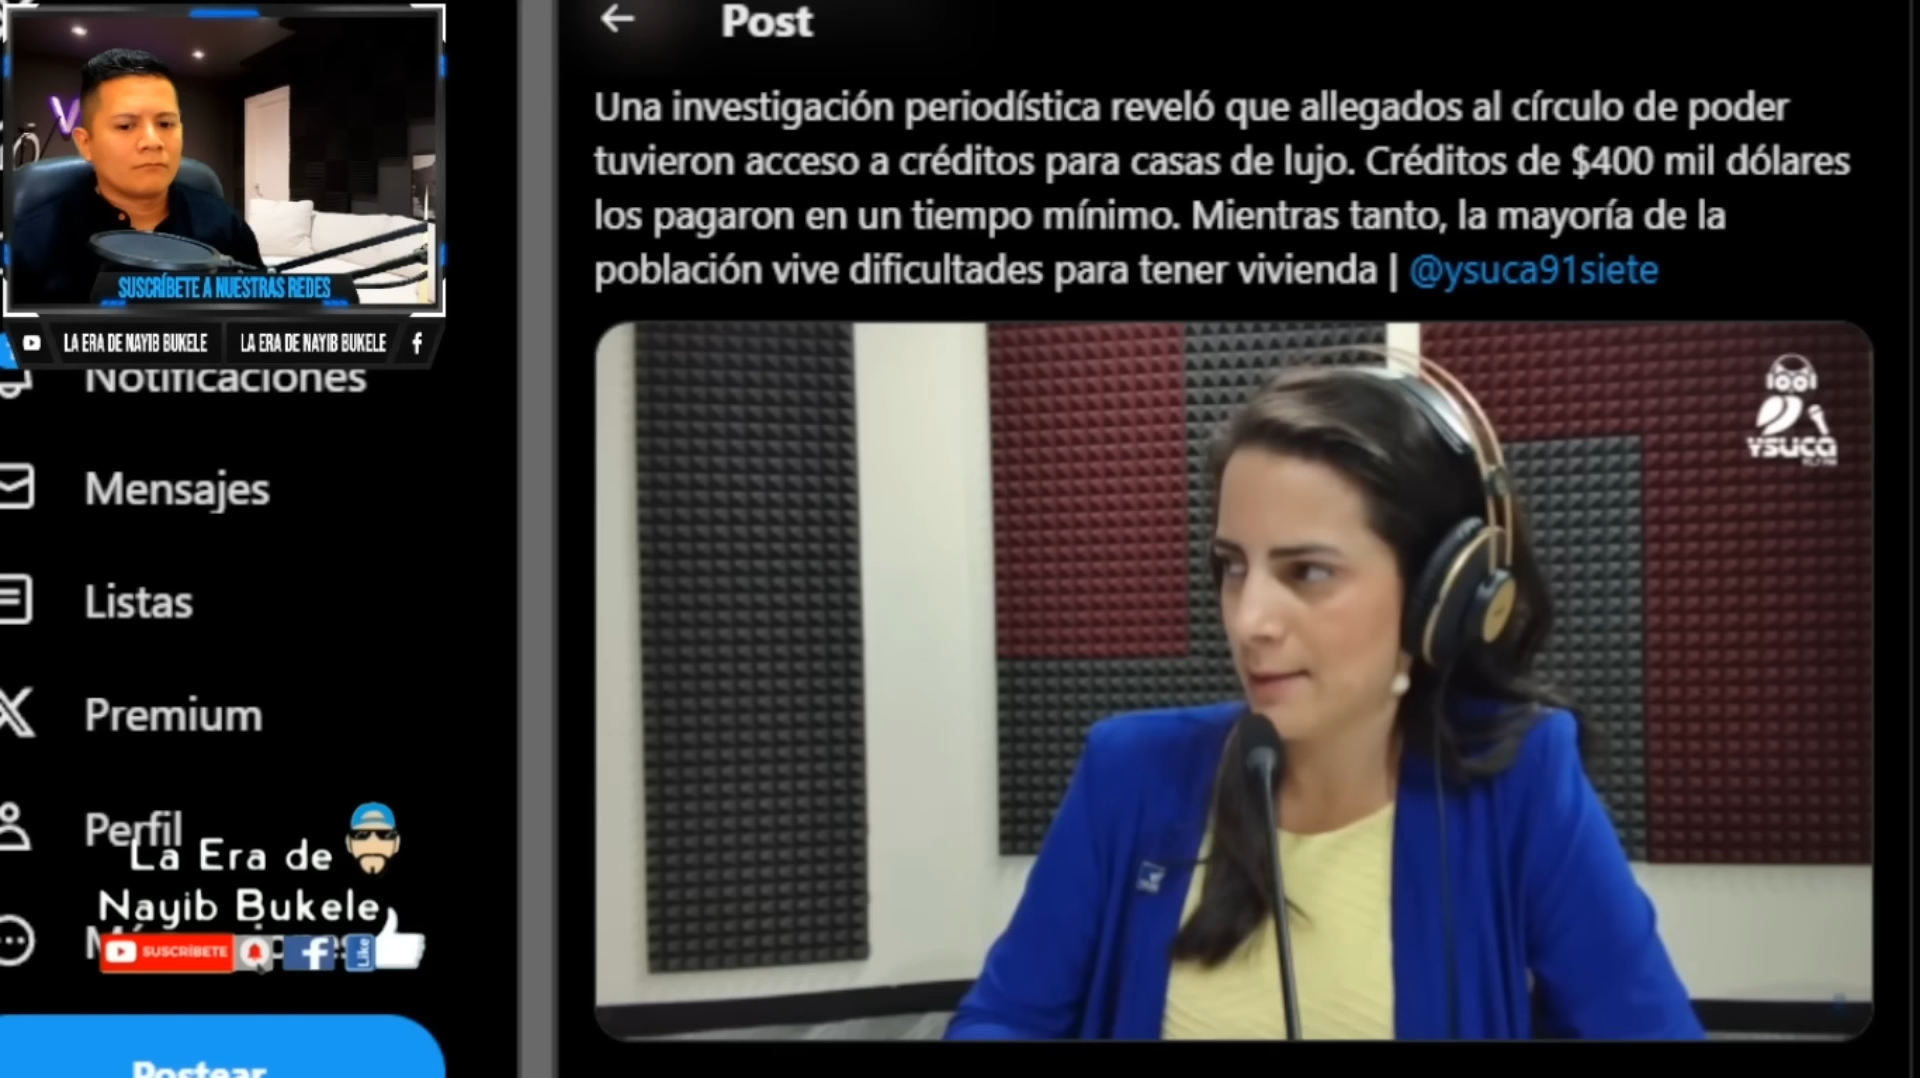 Post
Una investigación periodística reveló que allegados al círculo de poder
tuvieron acceso a créditos para casas de lujo. Créditos de $400 mil dólares
los pagaron en un tiempo mínimo. Mientras tanto, la mayoría de la
población vive dificultades para tener vivienda | @ysuca91siete
YSUCA
V
SUSCRÍBETE A NUESTRAS REDES
LA ERA DE NAYIB BUKELE
LA ERA DE NAYIB BUKELE
Notificaciones
Mensajes
Listas
Premium
Perfil
La Era de
Nayib Bukele
SUSCRÍBETE
Like
Postear